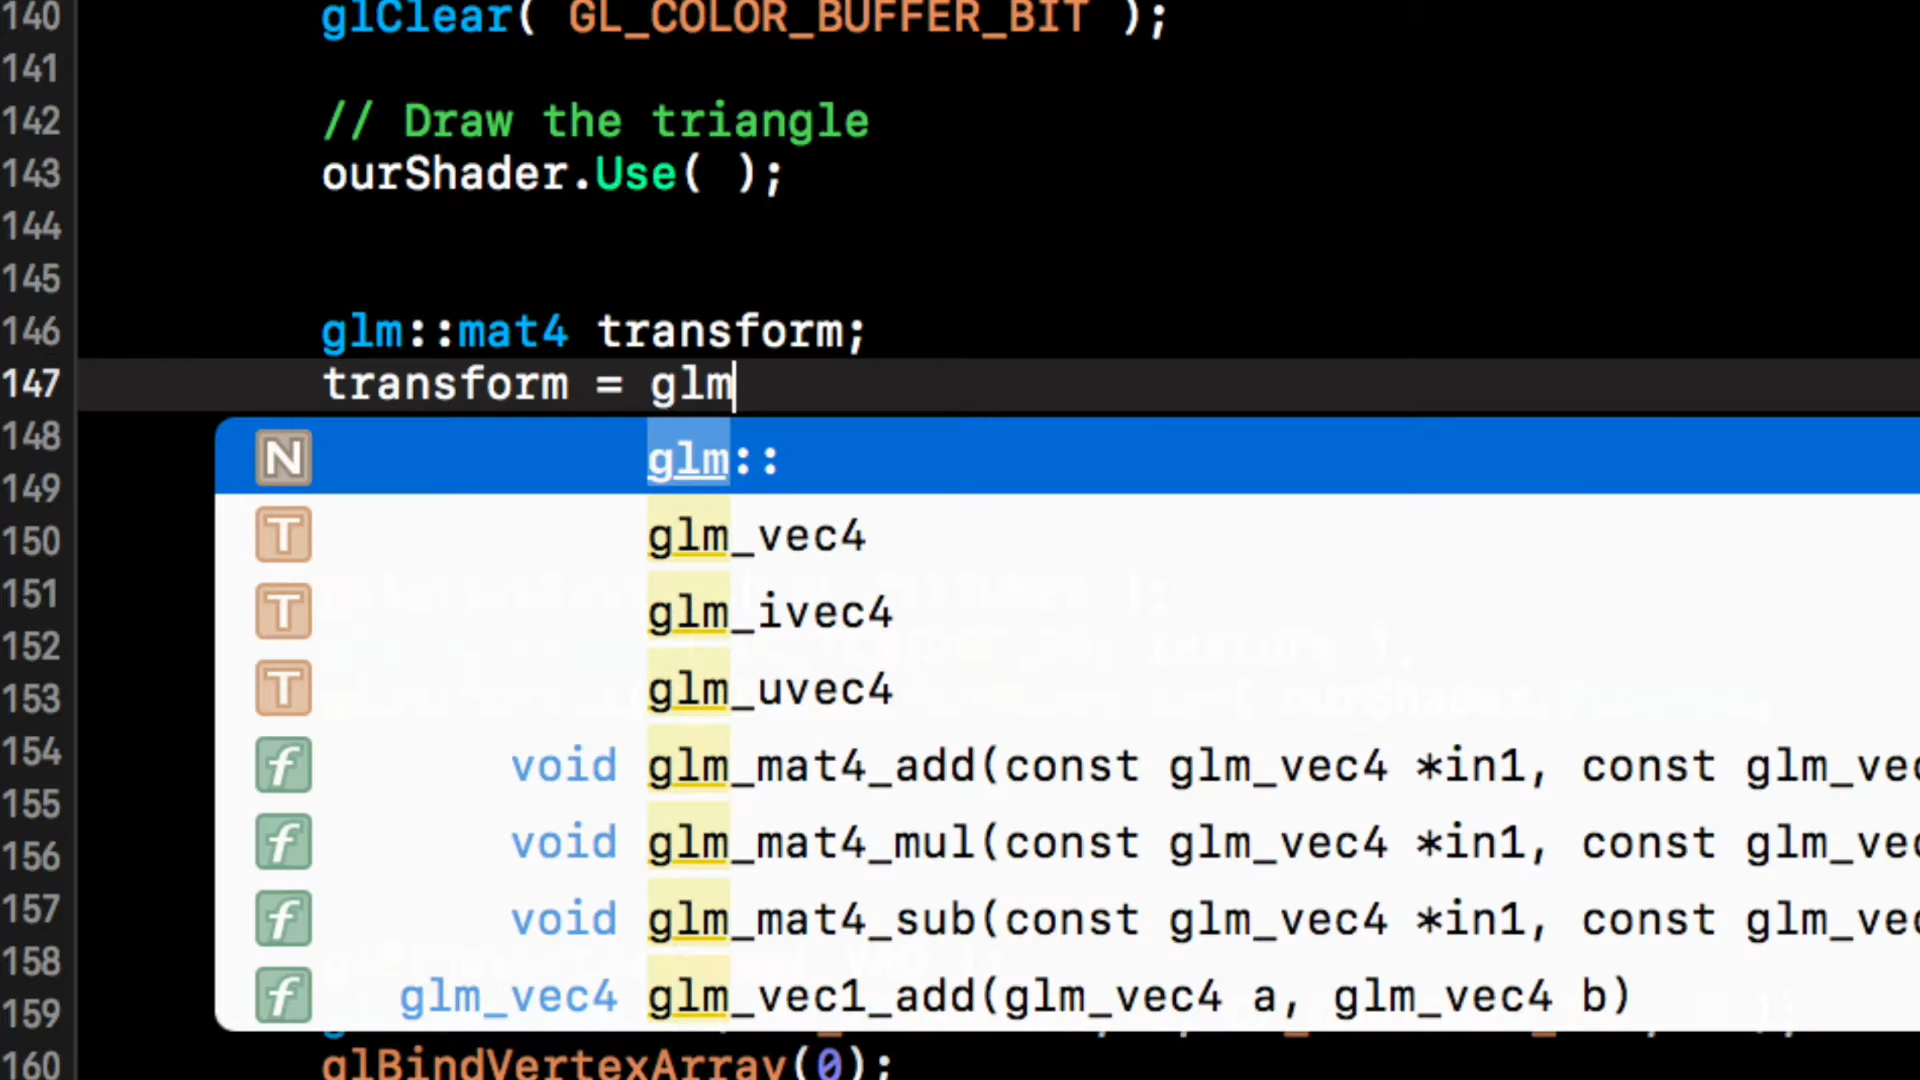 140 glClear( GL_COLOR_BUFFER_BIT );
141
142 // Draw the triangle
143 ourShader.Use( );
144
145
146 glm::mat4 transform;
147 transform = glm
148 N glm::
149
150 T glm_vec4
151 T glm_ivec4
152
153 T glm_uvec4
154 f void glm_mat4_add(const glm_vec4 *in1, const glm_vec
155
156 f void glm_mat4_mul(const glm_vec4 *in1, const glm_vec
157 f void glm_mat4_sub(const glm_vec4 *in1, const glm_vec
158
159 f glm_vec4 glm_vec1_add(glm_vec4 a, glm_vec4 b)
160 glBindVertexArray(0);